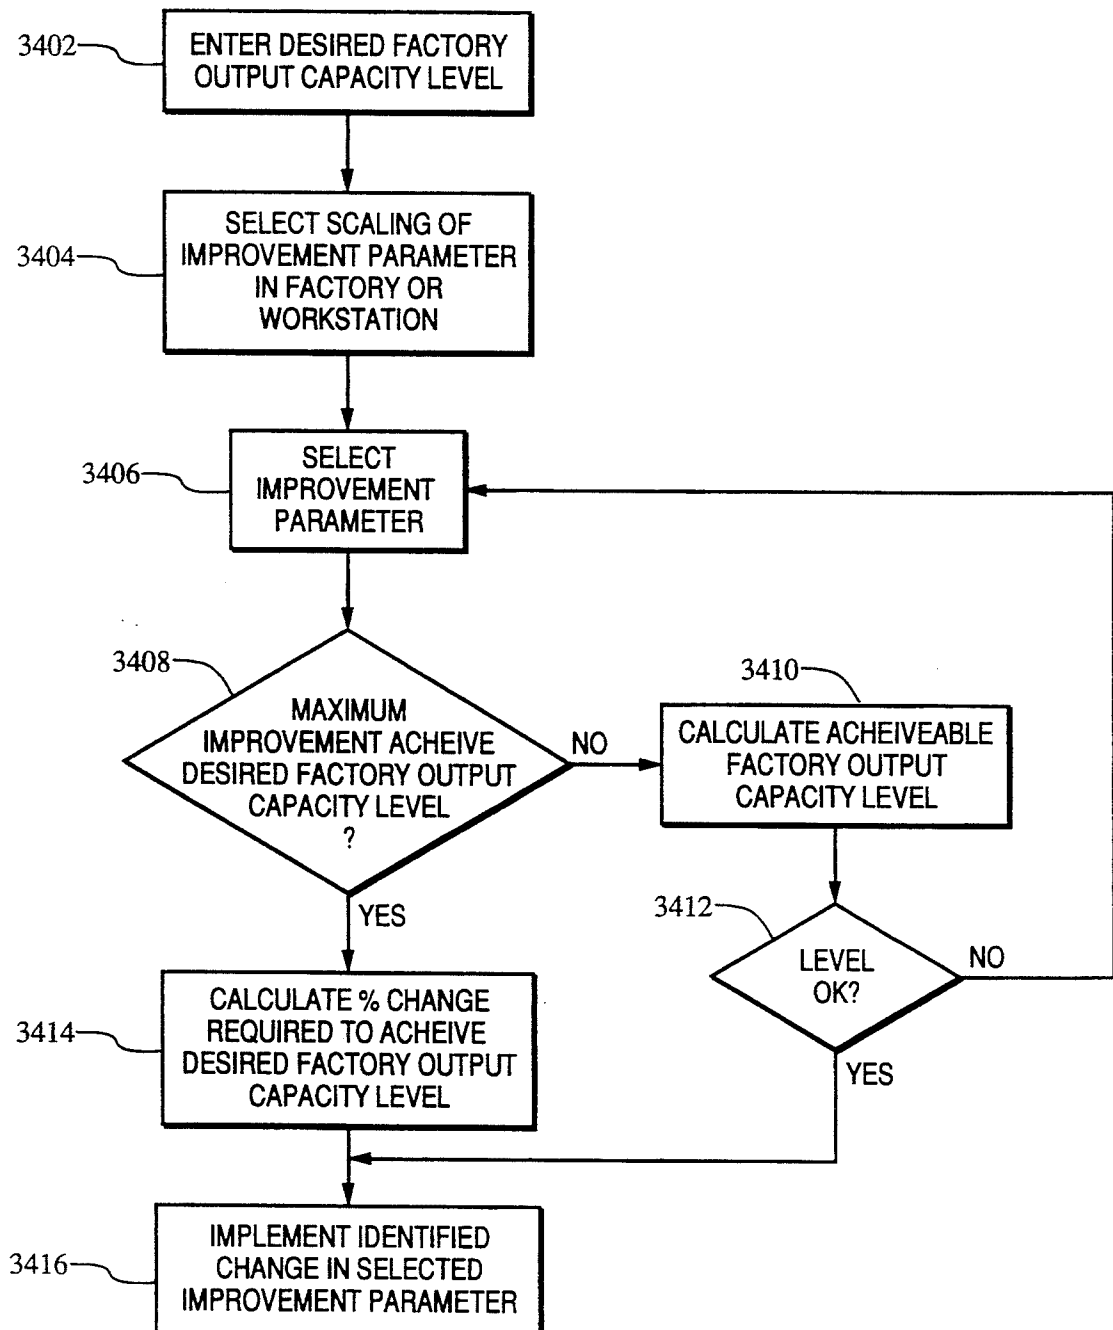 3402
ENTER DESIRED FACTORY
OUTPUT CAPACITY LEVEL
3404
SELECT SCALING OF
IMPROVEMENT PARAMETER
IN FACTORY OR
WORKSTATION
3406
SELECT
IMPROVEMENT
PARAMETER
3408
MAXIMUM
IMPROVEMENT ACHEIVE
DESIRED FACTORY OUTPUT
CAPACITY LEVEL
?
NO
3410
CALCULATE ACHEIVEABLE
FACTORY OUTPUT
CAPACITY LEVEL
3412
LEVEL
OK?
NO
YES
YES
3414
CALCULATE % CHANGE
REQUIRED TO ACHEIVE
DESIRED FACTORY OUTPUT
CAPACITY LEVEL
3416
IMPLEMENT IDENTIFIED
CHANGE IN SELECTED
IMPROVEMENT PARAMETER